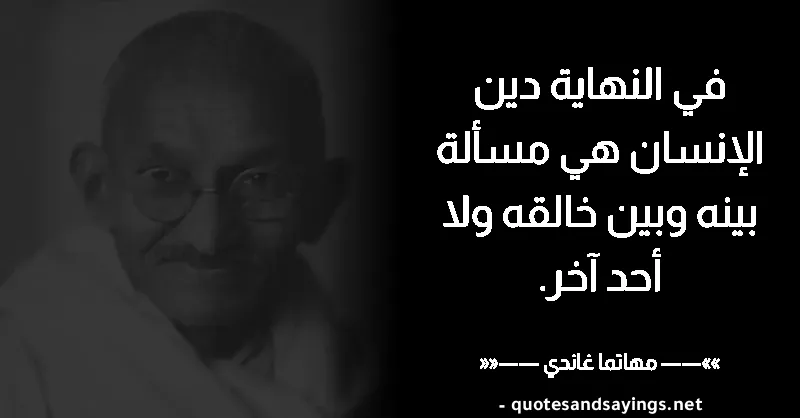 في النهاية دين
الإنسان هي مسألة
بينه وبين خالقه ولا
أحد آخر.
»»—— مهاتما غاندي ——««
- quotesandsayings.net